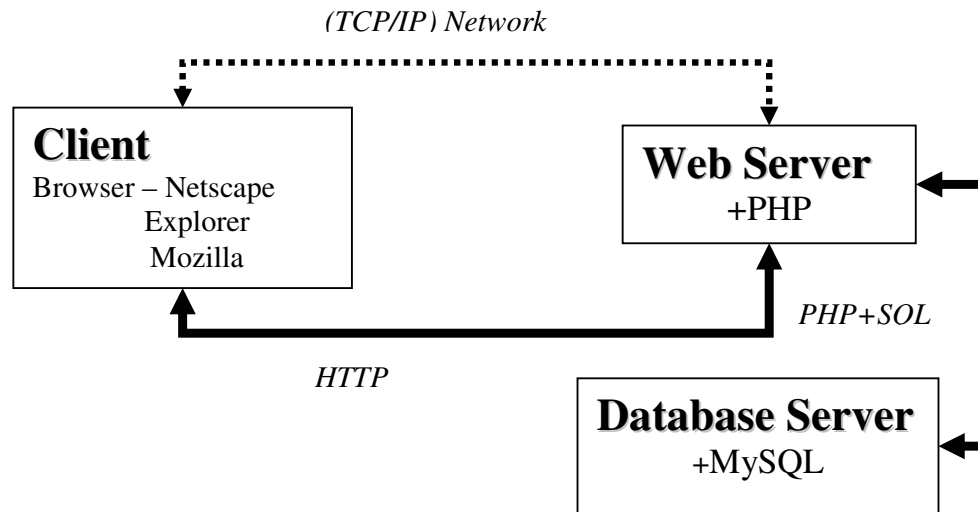 (TCP/IP) Network
Client
Browser – Netscape
Explorer
Mozilla
Web Server
+PHP
PHP+SOL
HTTP
Database Server
+MySQL